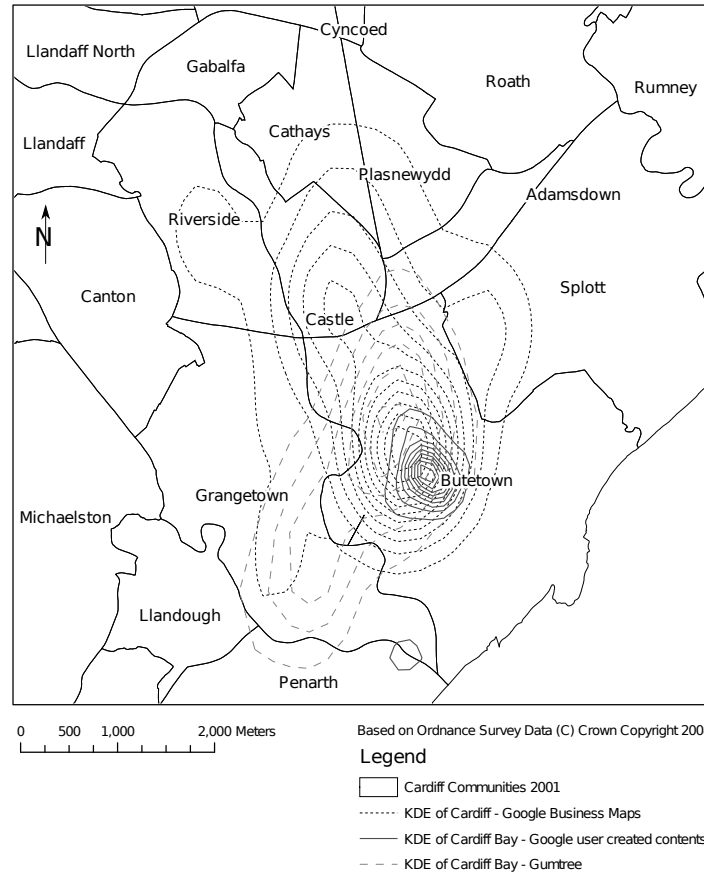 Cyncoed
Llandaff North
Gabalfa
Roath
Rumney
Cathays
Llandaff
Plasnewydd
Adamsdown
Riverside
N
Splott
Canton
Castle
Butetown
Grangetown
Michaelston
Llandough
Penarth
0 500 1,000 2,000 Meters
Based on Ordnance Survey Data (C) Crown Copyright 200
Legend
Cardiff Communities 2001
KDE of Cardiff - Google Business Maps
KDE of Cardiff Bay - Google user created contents
KDE of Cardiff Bay - Gumtree